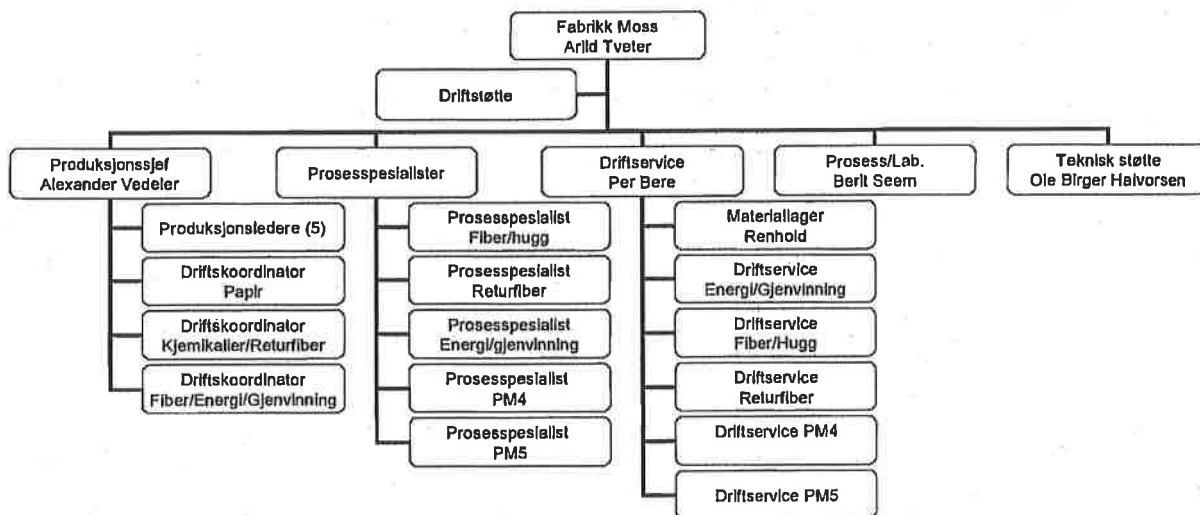 Fabrikk Moss
Arild Tveter
Driftstøtte
Produksjonssjef
Alexander Vedeler
Prosesspesialister
Driftservice
Per Bere
Prosess/Lab.
Berit Seem
Teknisk støtte
Ole Birger Halvorsen
Produksjonsledere (5)
Driftskoordinator
Papir
Driftskoordinator
Kjemikalier/Returfiber
Driftskoordinator
Fiber/Energi/Gjenvinning
Prosesspesialist
Fiber/hugg
Prosesspesialist
Returfiber
Prosesspesialist
Energi/gjenvinning
Prosesspesialist
PM4
Prosesspesialist
PM5
Materiallager
Renhold
Driftservice
Energi/Gjenvinning
Driftservice
Fiber/Hugg
Driftservice
Returfiber
Driftservice PM4
Driftservice PM5